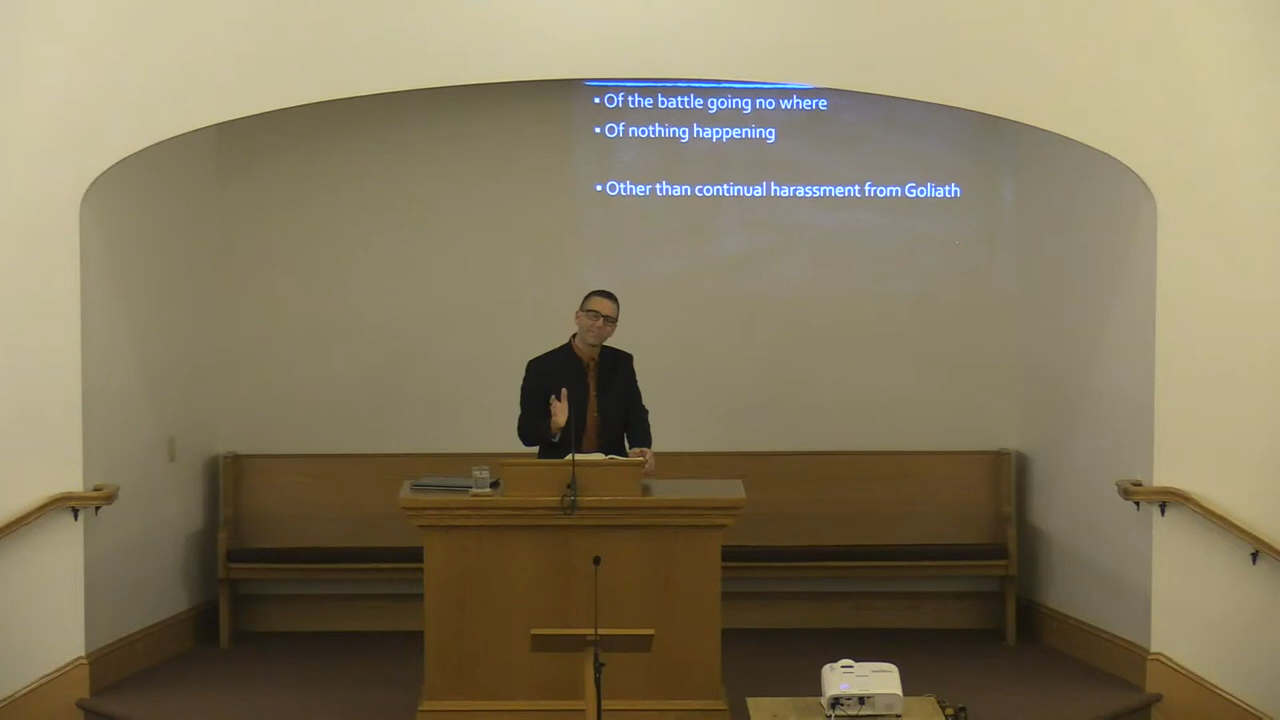 ▪ Of the battle going no where
▪ Of nothing happening
▪ Other than continual harassment from Goliath